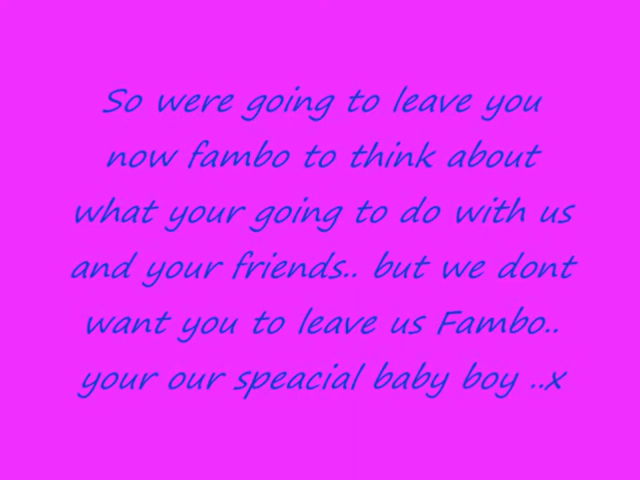 So were going to leave you
now fambo to think about
what your going to do with us
and your friends.. but we dont
want you to leave us Fambo..
your our speacial baby boy ..x